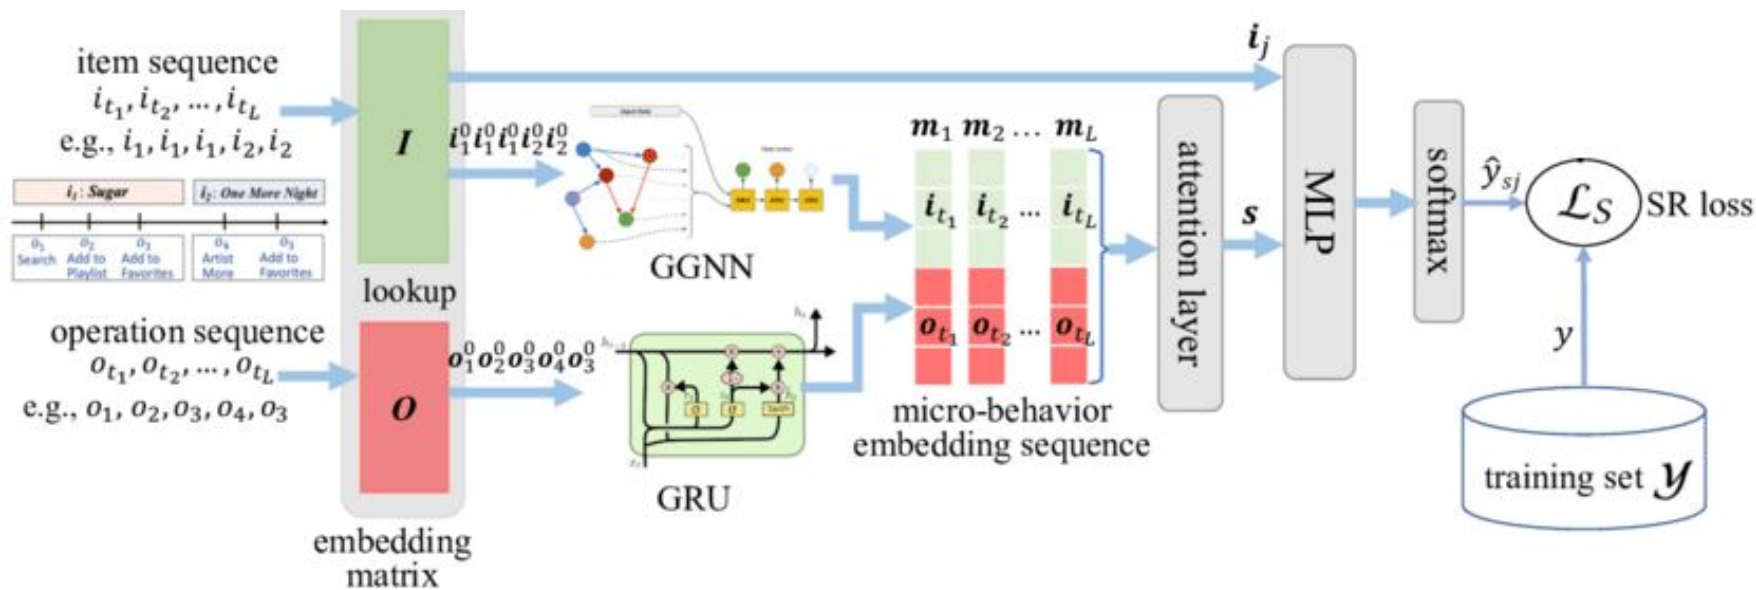 item sequence
i_{t_1}, i_{t_2}, ..., i_{t_L}
e.g., i_1, i_1, i_1, i_2, i_2
i_1: Sugar
i_2: One More Night
o_1 o_2 o_3 o_4 o_3
Search Add to Add to Artist Add to
Playlist Favorites More Favorites
operation sequence
o_{t_1}, o_{t_2}, ..., o_{t_L}
e.g., o_1, o_2, o_3, o_4, o_3
I
lookup
O
embedding
matrix
i_1^0 i_1^0 i_1^0 i_2^0 i_2^0
GGNN
o_1^0 o_2^0 o_3^0 o_4^0 o_3^0
GRU
m_1 m_2 ... m_L
i_{t_1} i_{t_2} ... i_{t_L}
o_{t_1} o_{t_2} ... o_{t_L}
micro-behavior
embedding sequence
attention layer
i_j
s
MLP
softmax
ŷ_{sj}
ℒ_S
SR loss
y
training set 𝒴